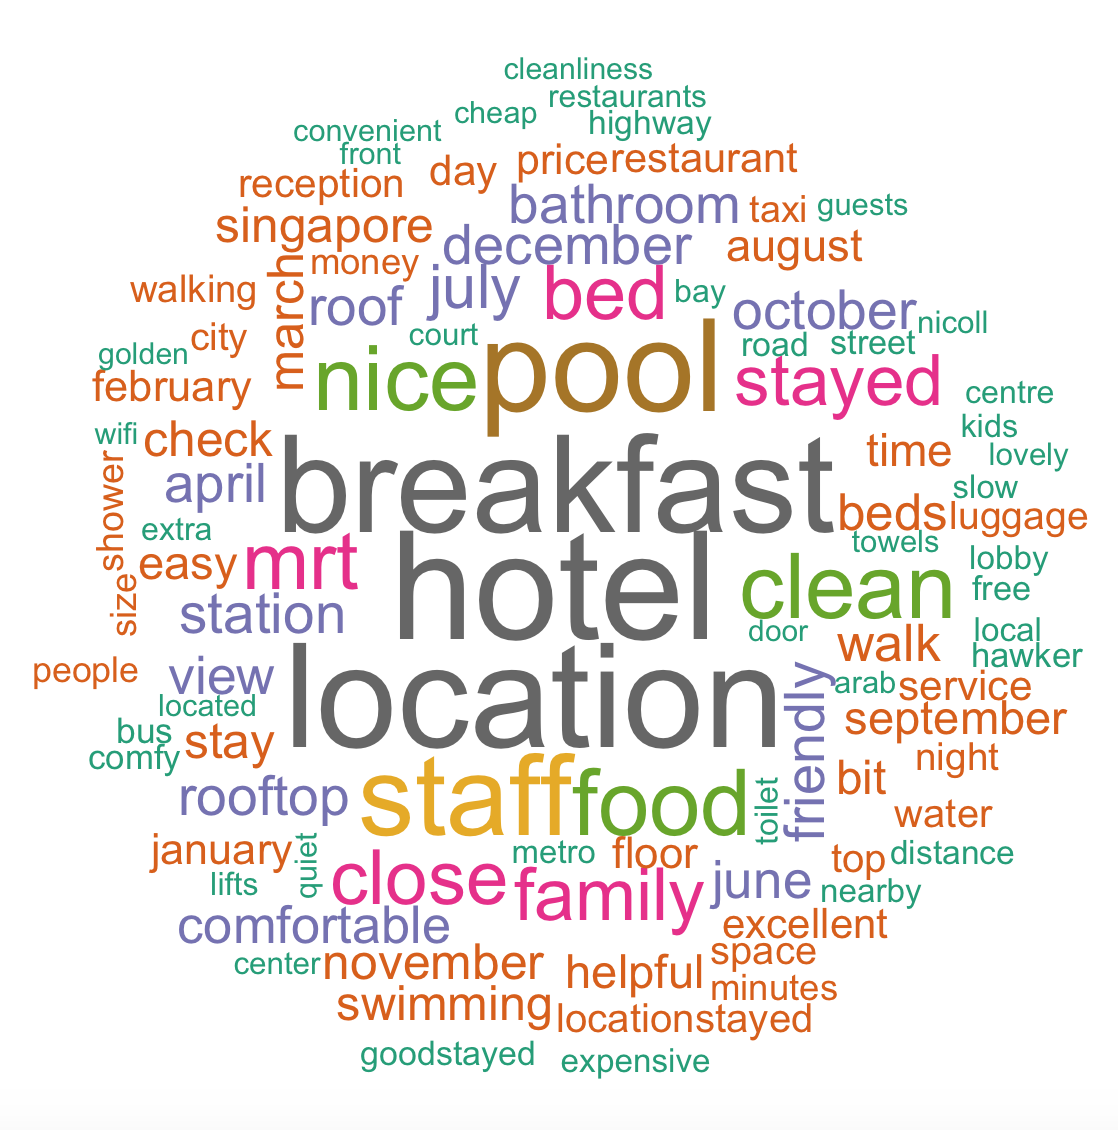 cleanliness
restaurants
cheap
highway
convenient
front
day
price
restaurant
reception
bathroom
taxi
guests
singapore
december
august
money
march
walking
roof
july
bed
bay
october
nicoll
city
court
road
street
golden
february
nice
pool
stayed
centre
wifi
check
kids
time
lovely
april
breakfast
slow
shower
beds
luggage
extra
towels
easy
mrt
hotel
clean
lobby
free
size
station
door
walk
local
hawker
people
view
location
friendly
arab
service
located
september
bus
stay
comfy
night
bit
rooftop
staff
food
toilet
water
january
quiet
metro
floor
top
distance
lifts
close
family
june
nearby
comfortable
excellent
center
november
helpful
space
minutes
swimming
locationstayed
goodstayed
expensive